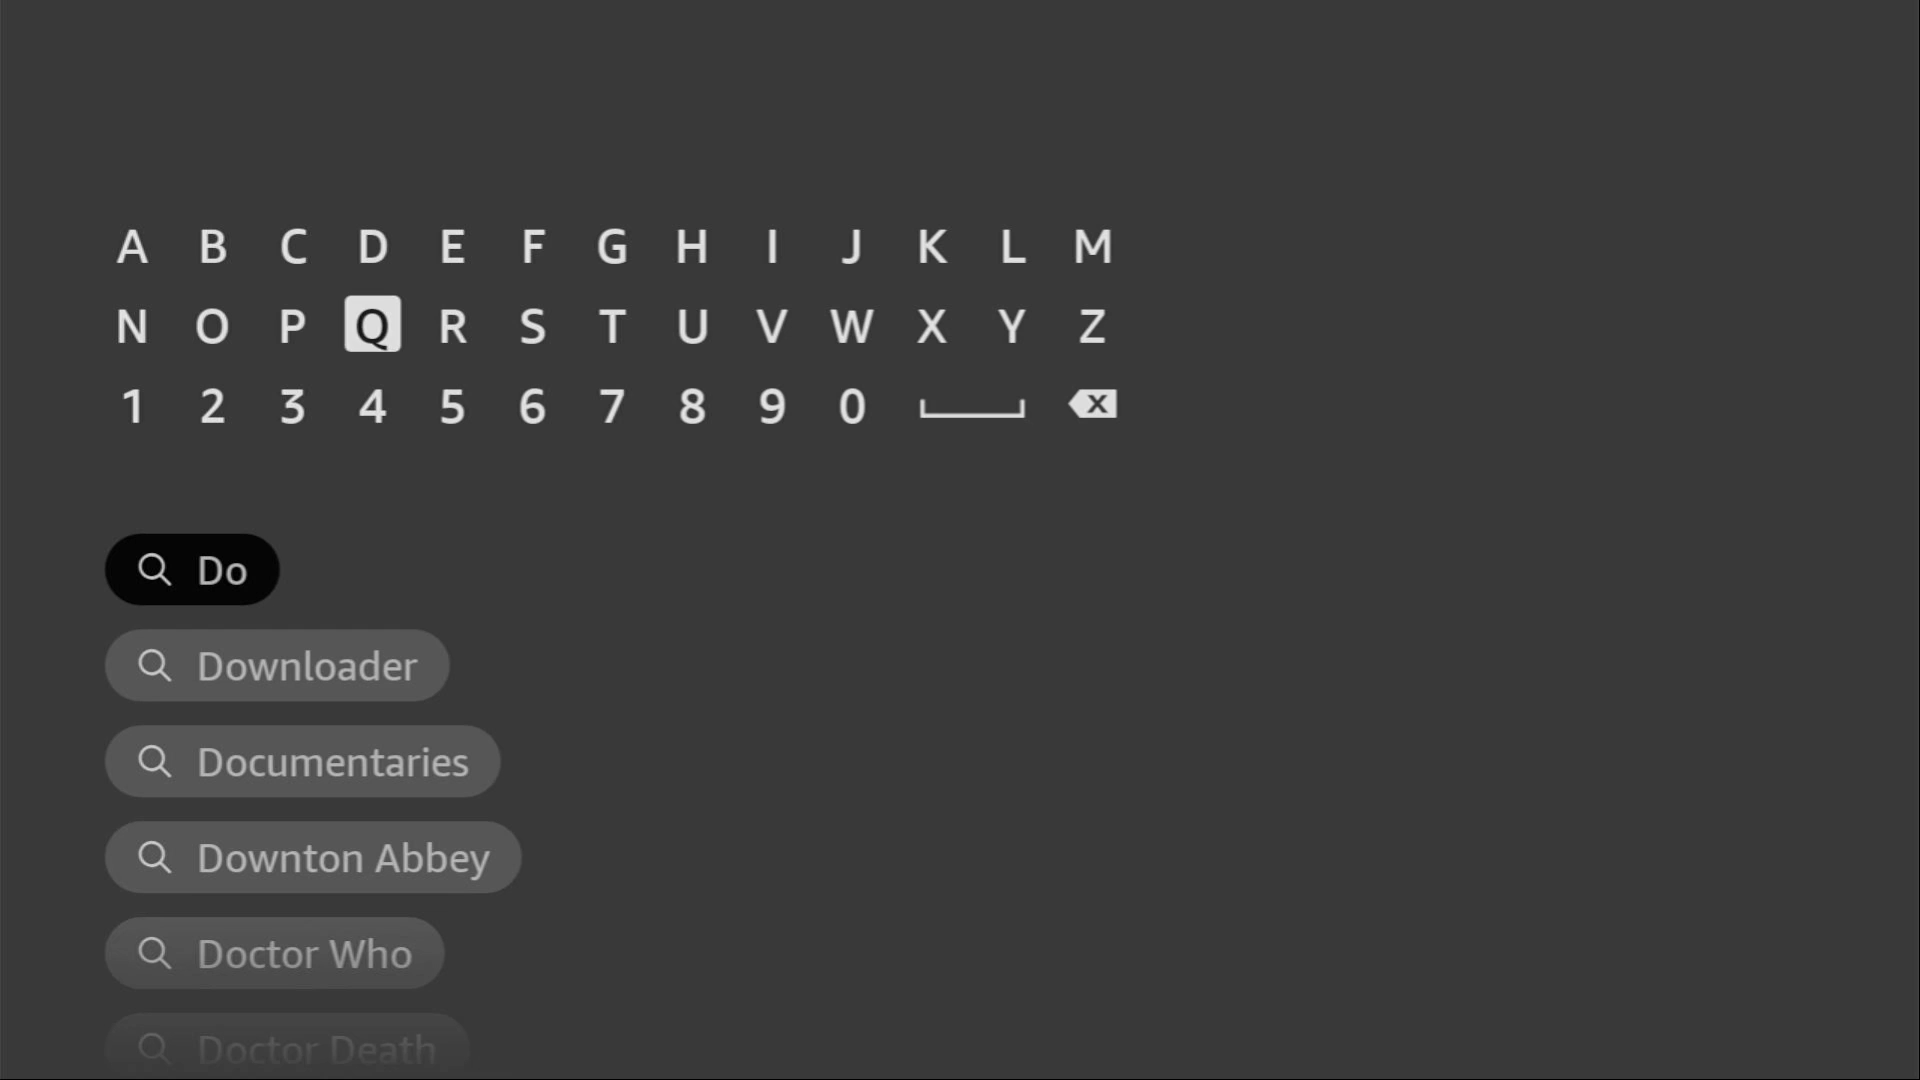 A B C D E F G H I J K L M
N O P Q R S T U V W X Y Z
1 2 3 4 5 6 7 8 9 0
Do
Downloader
Documentaries
Downton Abbey
Doctor Who
Doctor Death